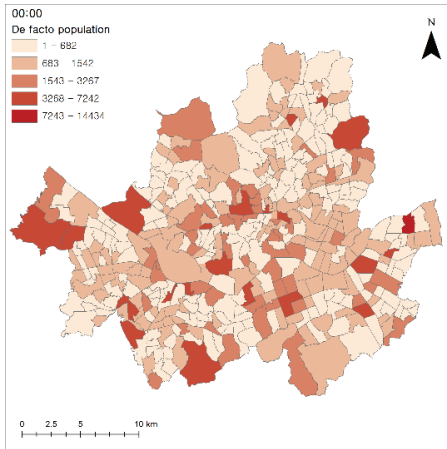 00:00
De facto population
1 - 682
683 1542
1543 - 3267
3268 - 7242
7243 - 14434
N
0 2.5 5 10 km